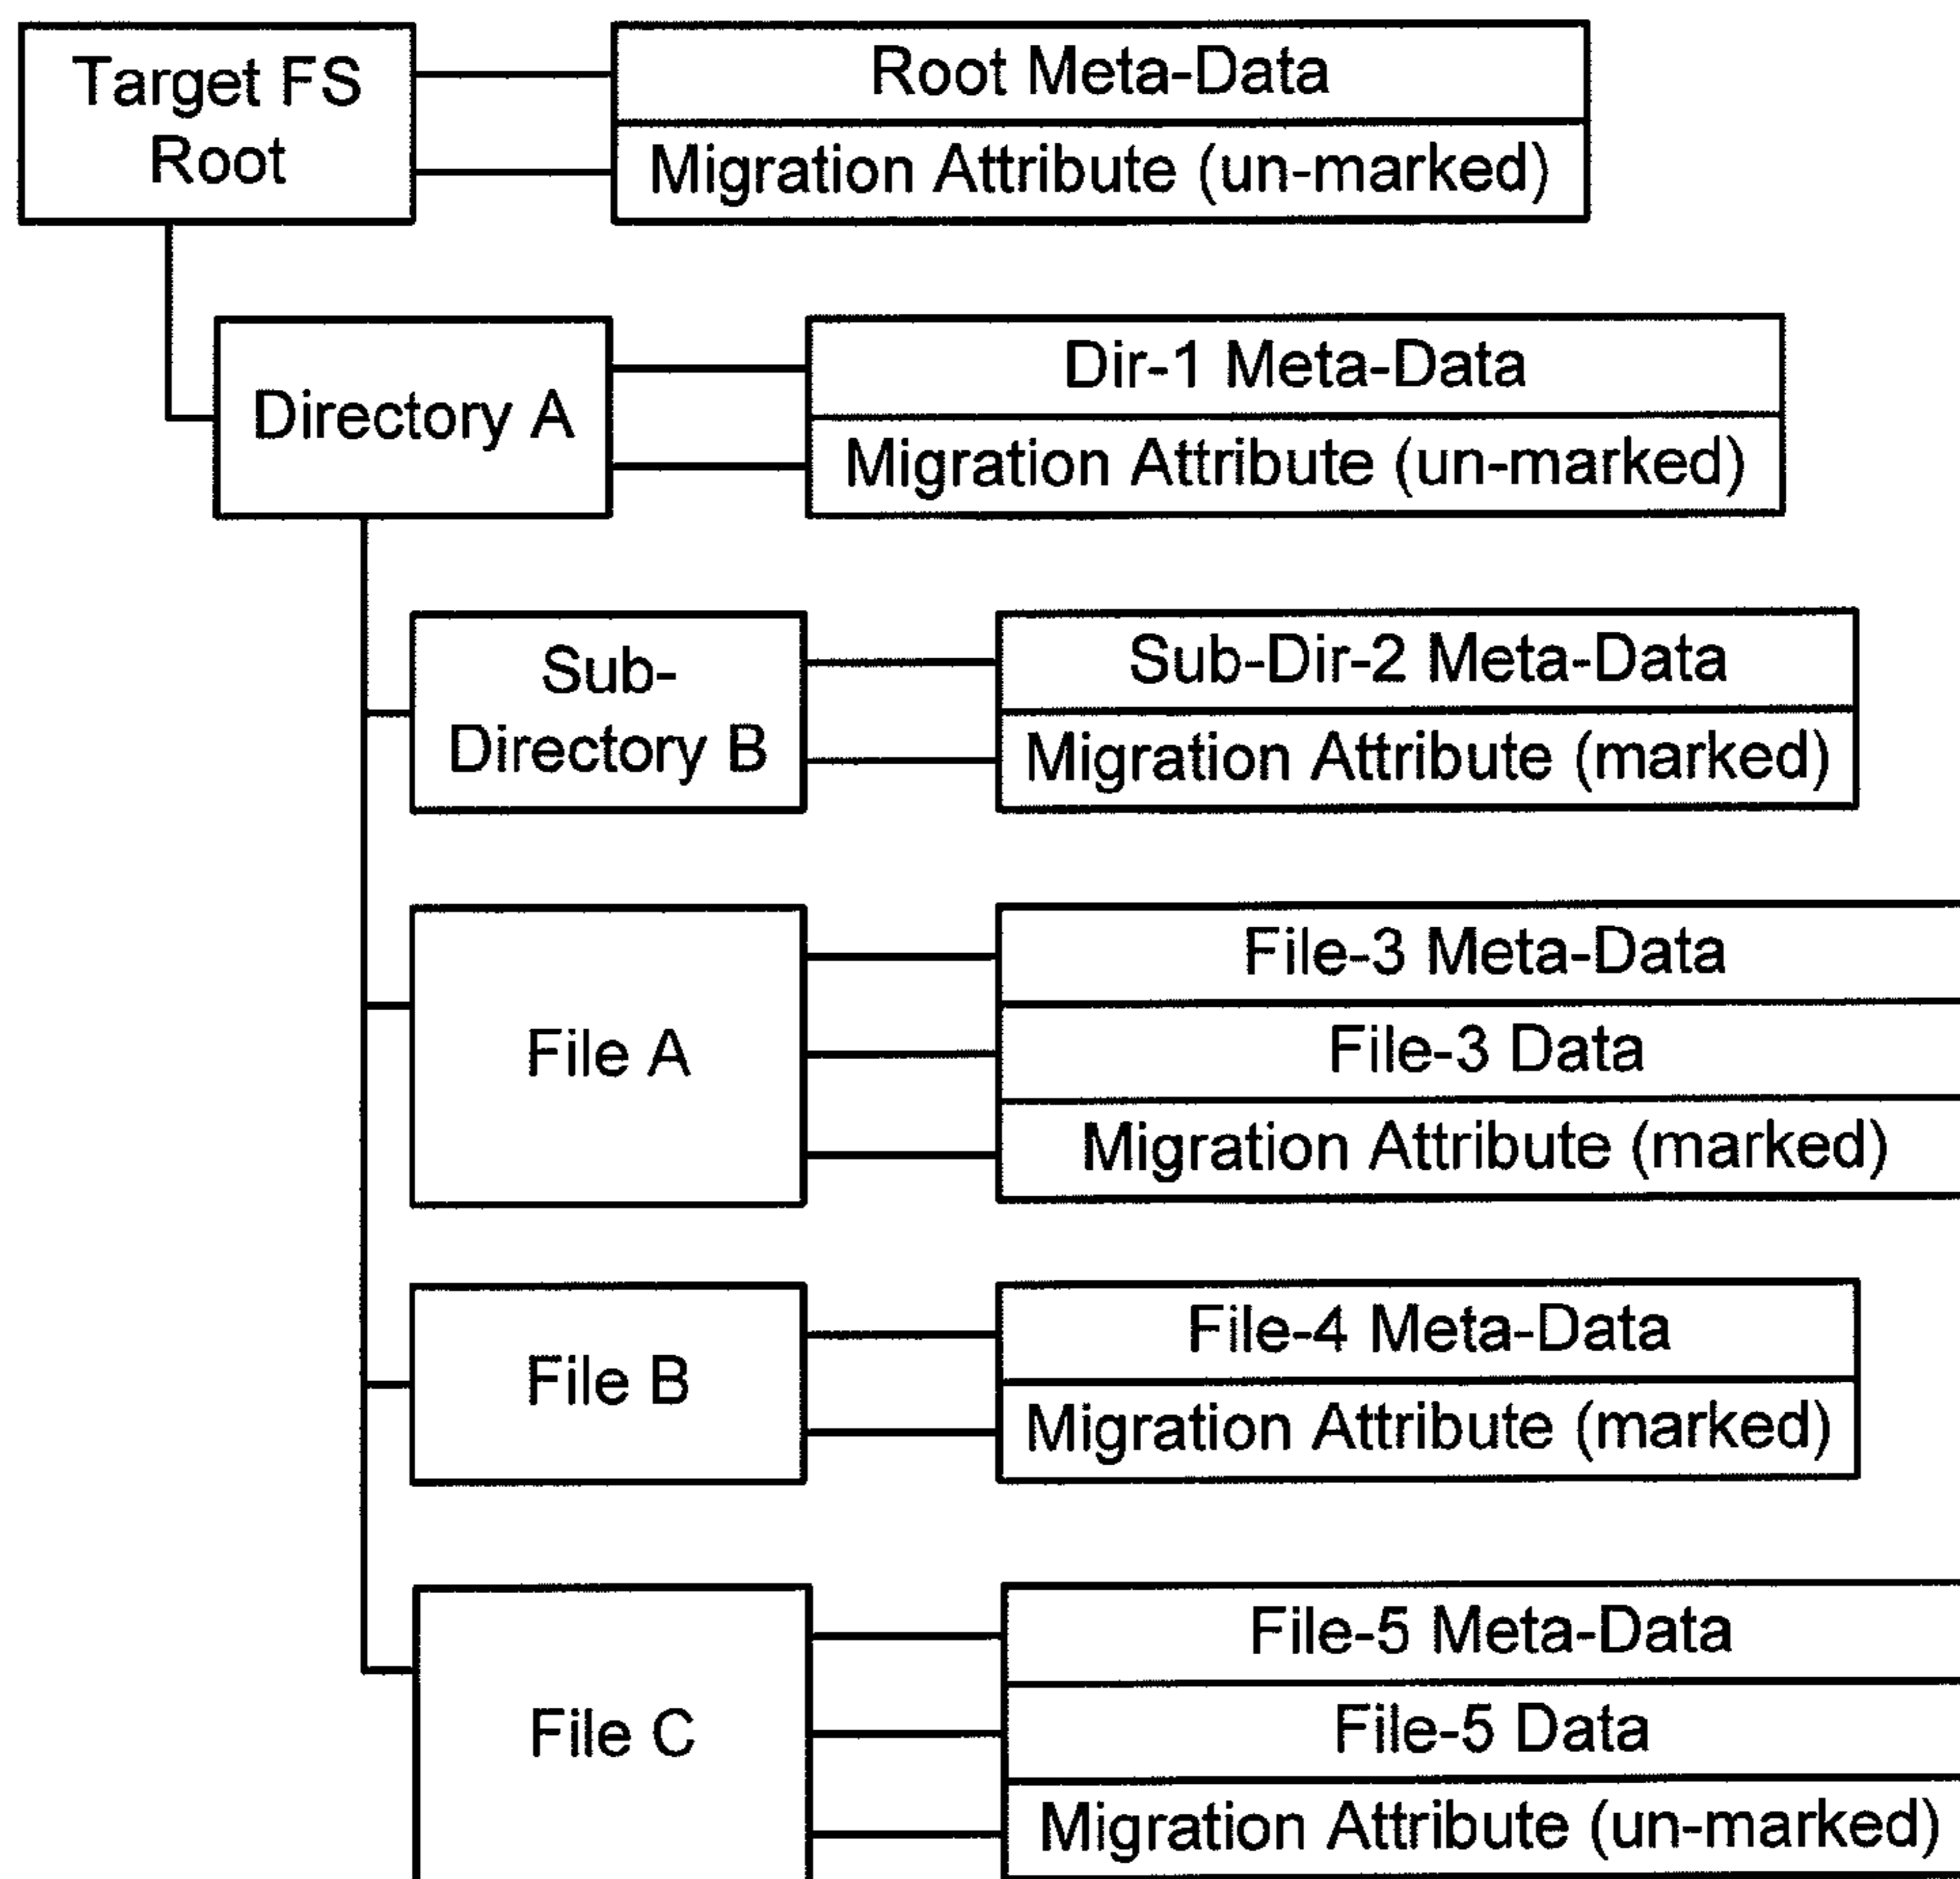 Target FS
Root
Root Meta-Data
Migration Attribute (un-marked)
Directory A
Dir-1 Meta-Data
Migration Attribute (un-marked)
Sub-
Directory B
Sub-Dir-2 Meta-Data
Migration Attribute (marked)
File A
File-3 Meta-Data
File-3 Data
Migration Attribute (marked)
File B
File-4 Meta-Data
Migration Attribute (marked)
File C
File-5 Meta-Data
File-5 Data
Migration Attribute (un-marked)